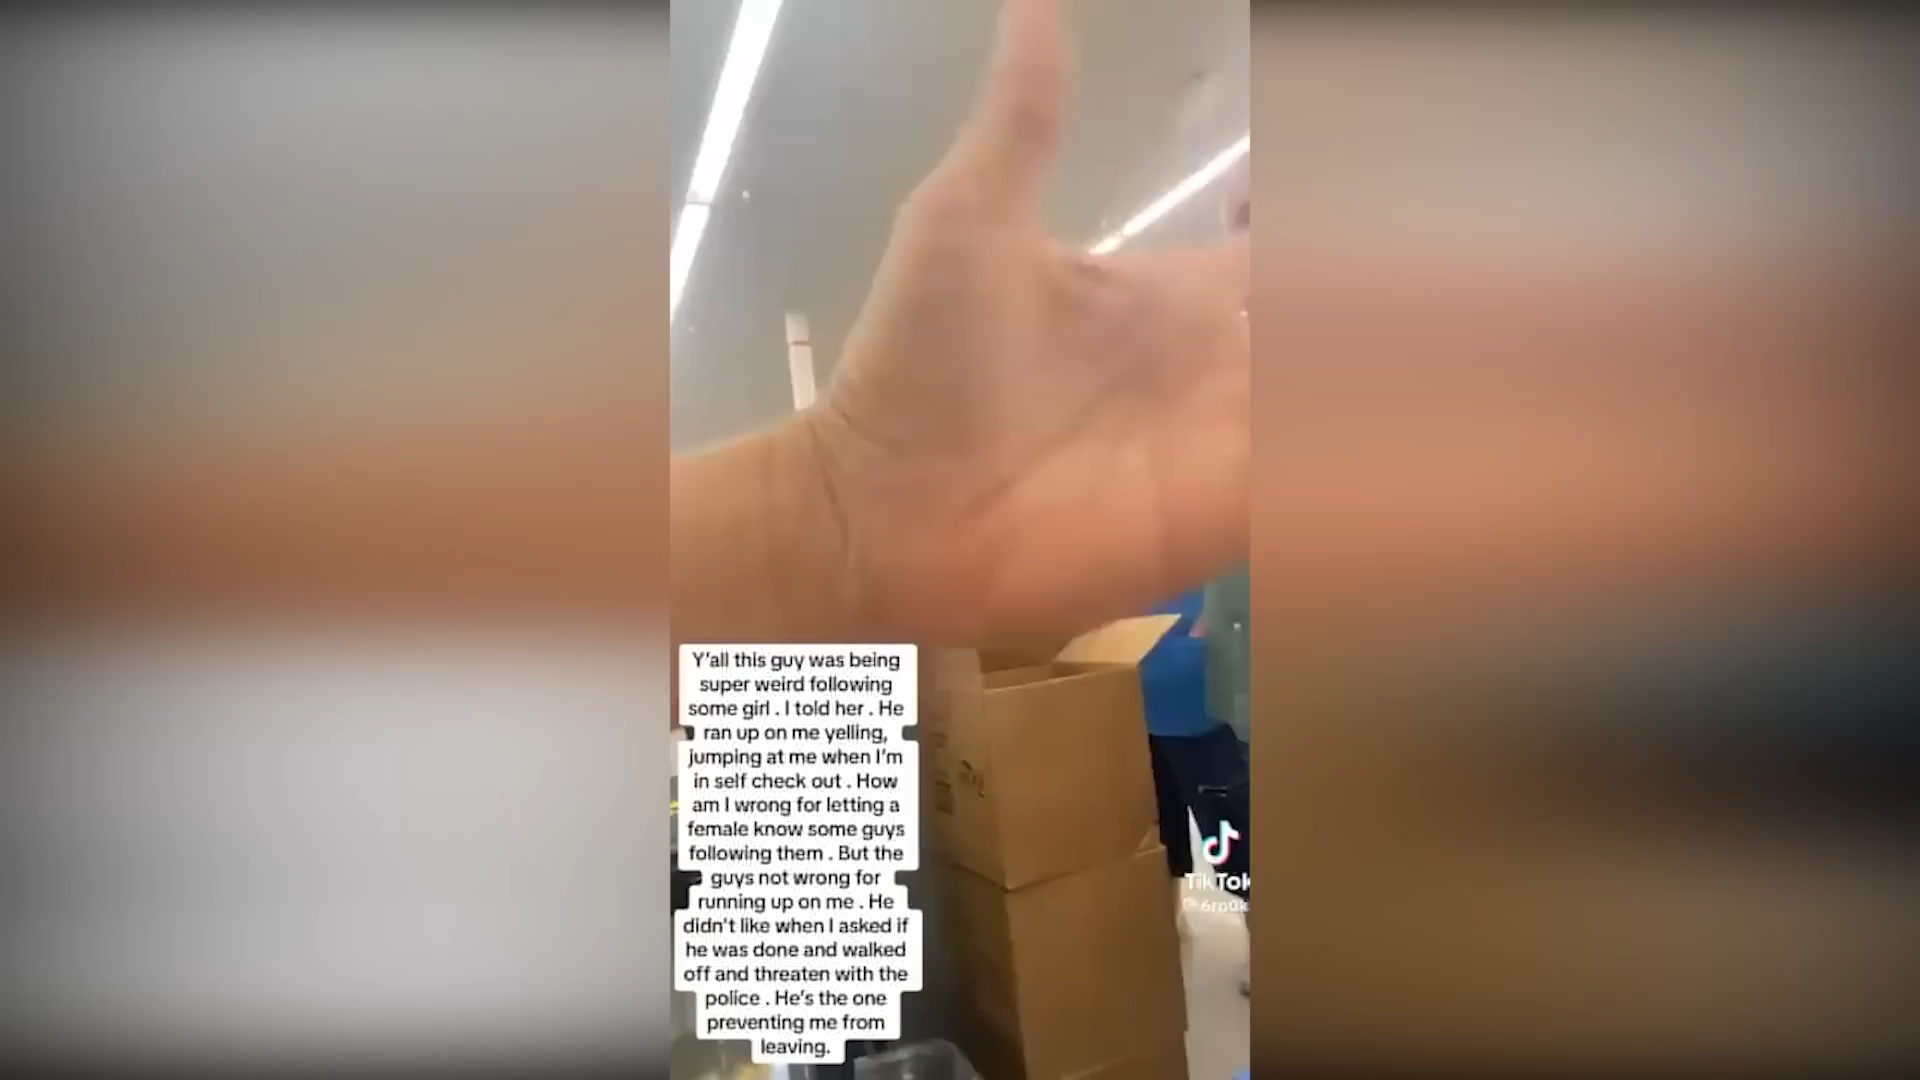 Y'all this guy was being
super weird following
some girl . I told her . He
ran up on me yelling,
jumping at me when I'm
in self check out . How
am I wrong for letting a
female know some guys
following them . But the
guys not wrong for
running up on me . He
didn't like when I asked if
he was done and walked
off and threaten with the
police . He's the one
preventing me from
leaving.
TikTok